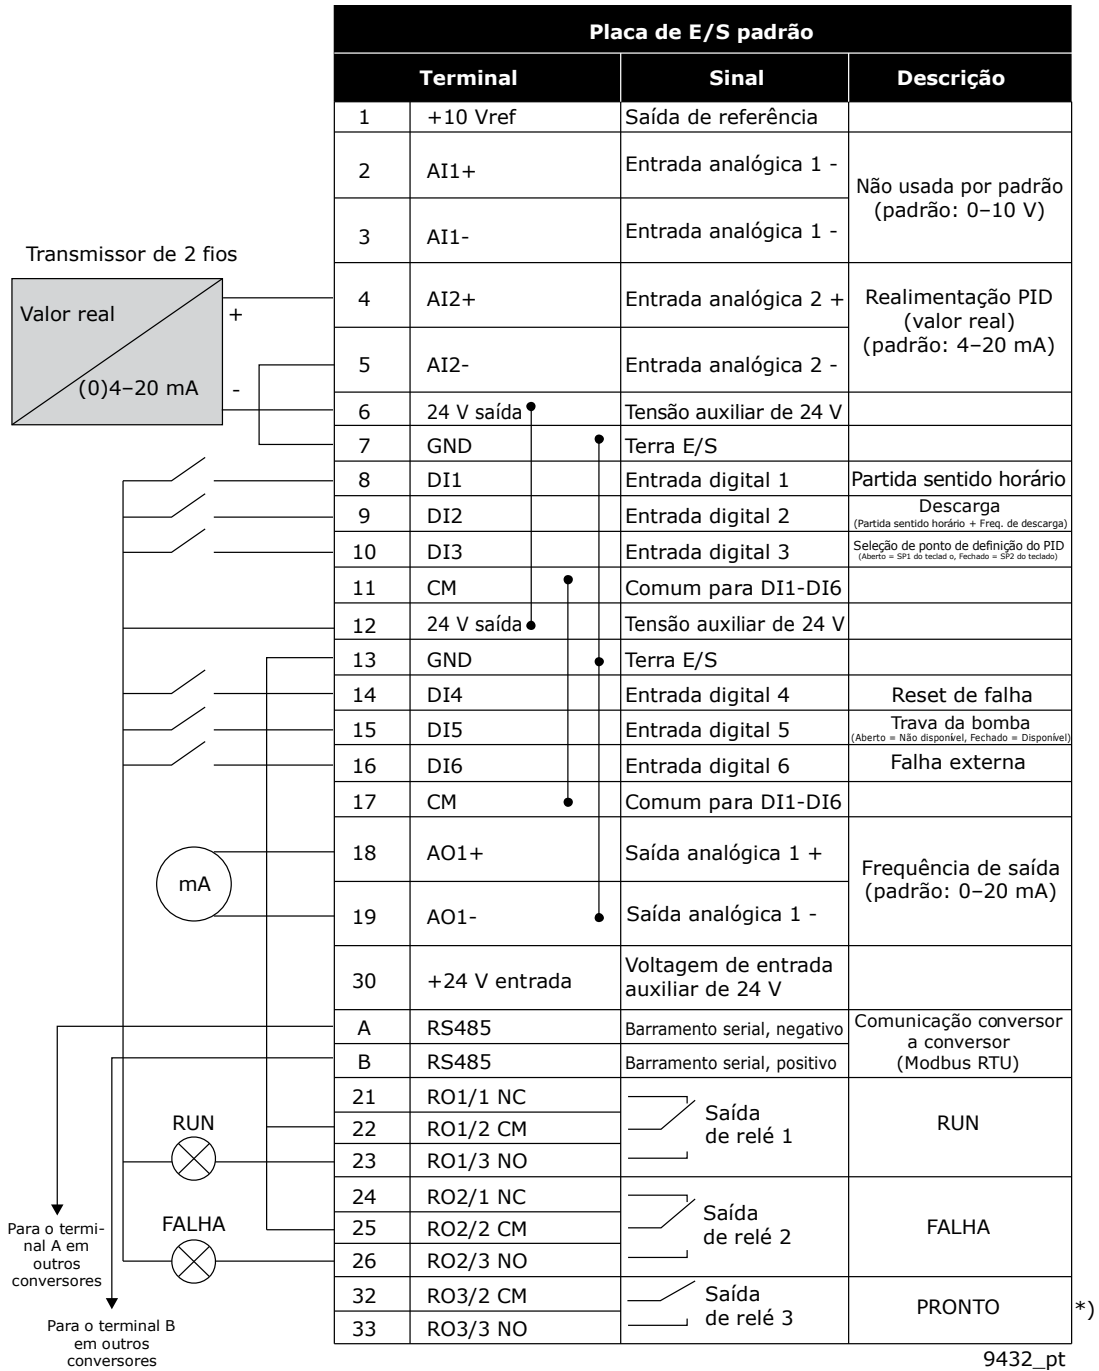 Placa de E/S padrão
Terminal Sinal Descrição
1 +10 Vref Saída de referência
2 AI1+ Entrada analógica 1 -
Não usada por padrão
(padrão: 0–10 V)
3 AI1- Entrada analógica 1 -
Transmissor de 2 fios
Valor real
(0)4–20 mA
+
-
4 AI2+ Entrada analógica 2 +
Realimentação PID
(valor real)
(padrão: 4–20 mA)
5 AI2- Entrada analógica 2 -
6 24 V saída Tensão auxiliar de 24 V
7 GND Terra E/S
8 DI1 Entrada digital 1 Partida sentido horário
9 DI2 Entrada digital 2 Descarga
(Partida sentido horário + Freq. de descarga)
10 DI3 Entrada digital 3 Seleção de ponto de definição do PID
(Aberto = SP1 do teclad o, Fechado = SP2 do teclado)
11 CM Comum para DI1-DI6
12 24 V saída Tensão auxiliar de 24 V
13 GND Terra E/S
14 DI4 Entrada digital 4 Reset de falha
15 DI5 Entrada digital 5 Trava da bomba
(Aberto = Não disponível, Fechado = Disponível)
16 DI6 Entrada digital 6 Falha externa
17 CM Comum para DI1-DI6
mA
18 AO1+ Saída analógica 1 +
Frequência de saída
(padrão: 0–20 mA)
19 AO1- Saída analógica 1 -
30 +24 V entrada Voltagem de entrada
auxiliar de 24 V
A RS485 Barramento serial, negativo
B RS485 Barramento serial, positivo
Comunicação conversor
a conversor
(Modbus RTU)
21 RO1/1 NC
22 RO1/2 CM
23 RO1/3 NO
Saída
de relé 1
RUN
RUN
24 RO2/1 NC
25 RO2/2 CM
26 RO2/3 NO
Saída
de relé 2
FALHA
FALHA
32 RO3/2 CM
33 RO3/3 NO
Saída
de relé 3
PRONTO
*)
Para o termi-
nal A em
outros
conversores
Para o terminal B
em outros
conversores
9432_pt